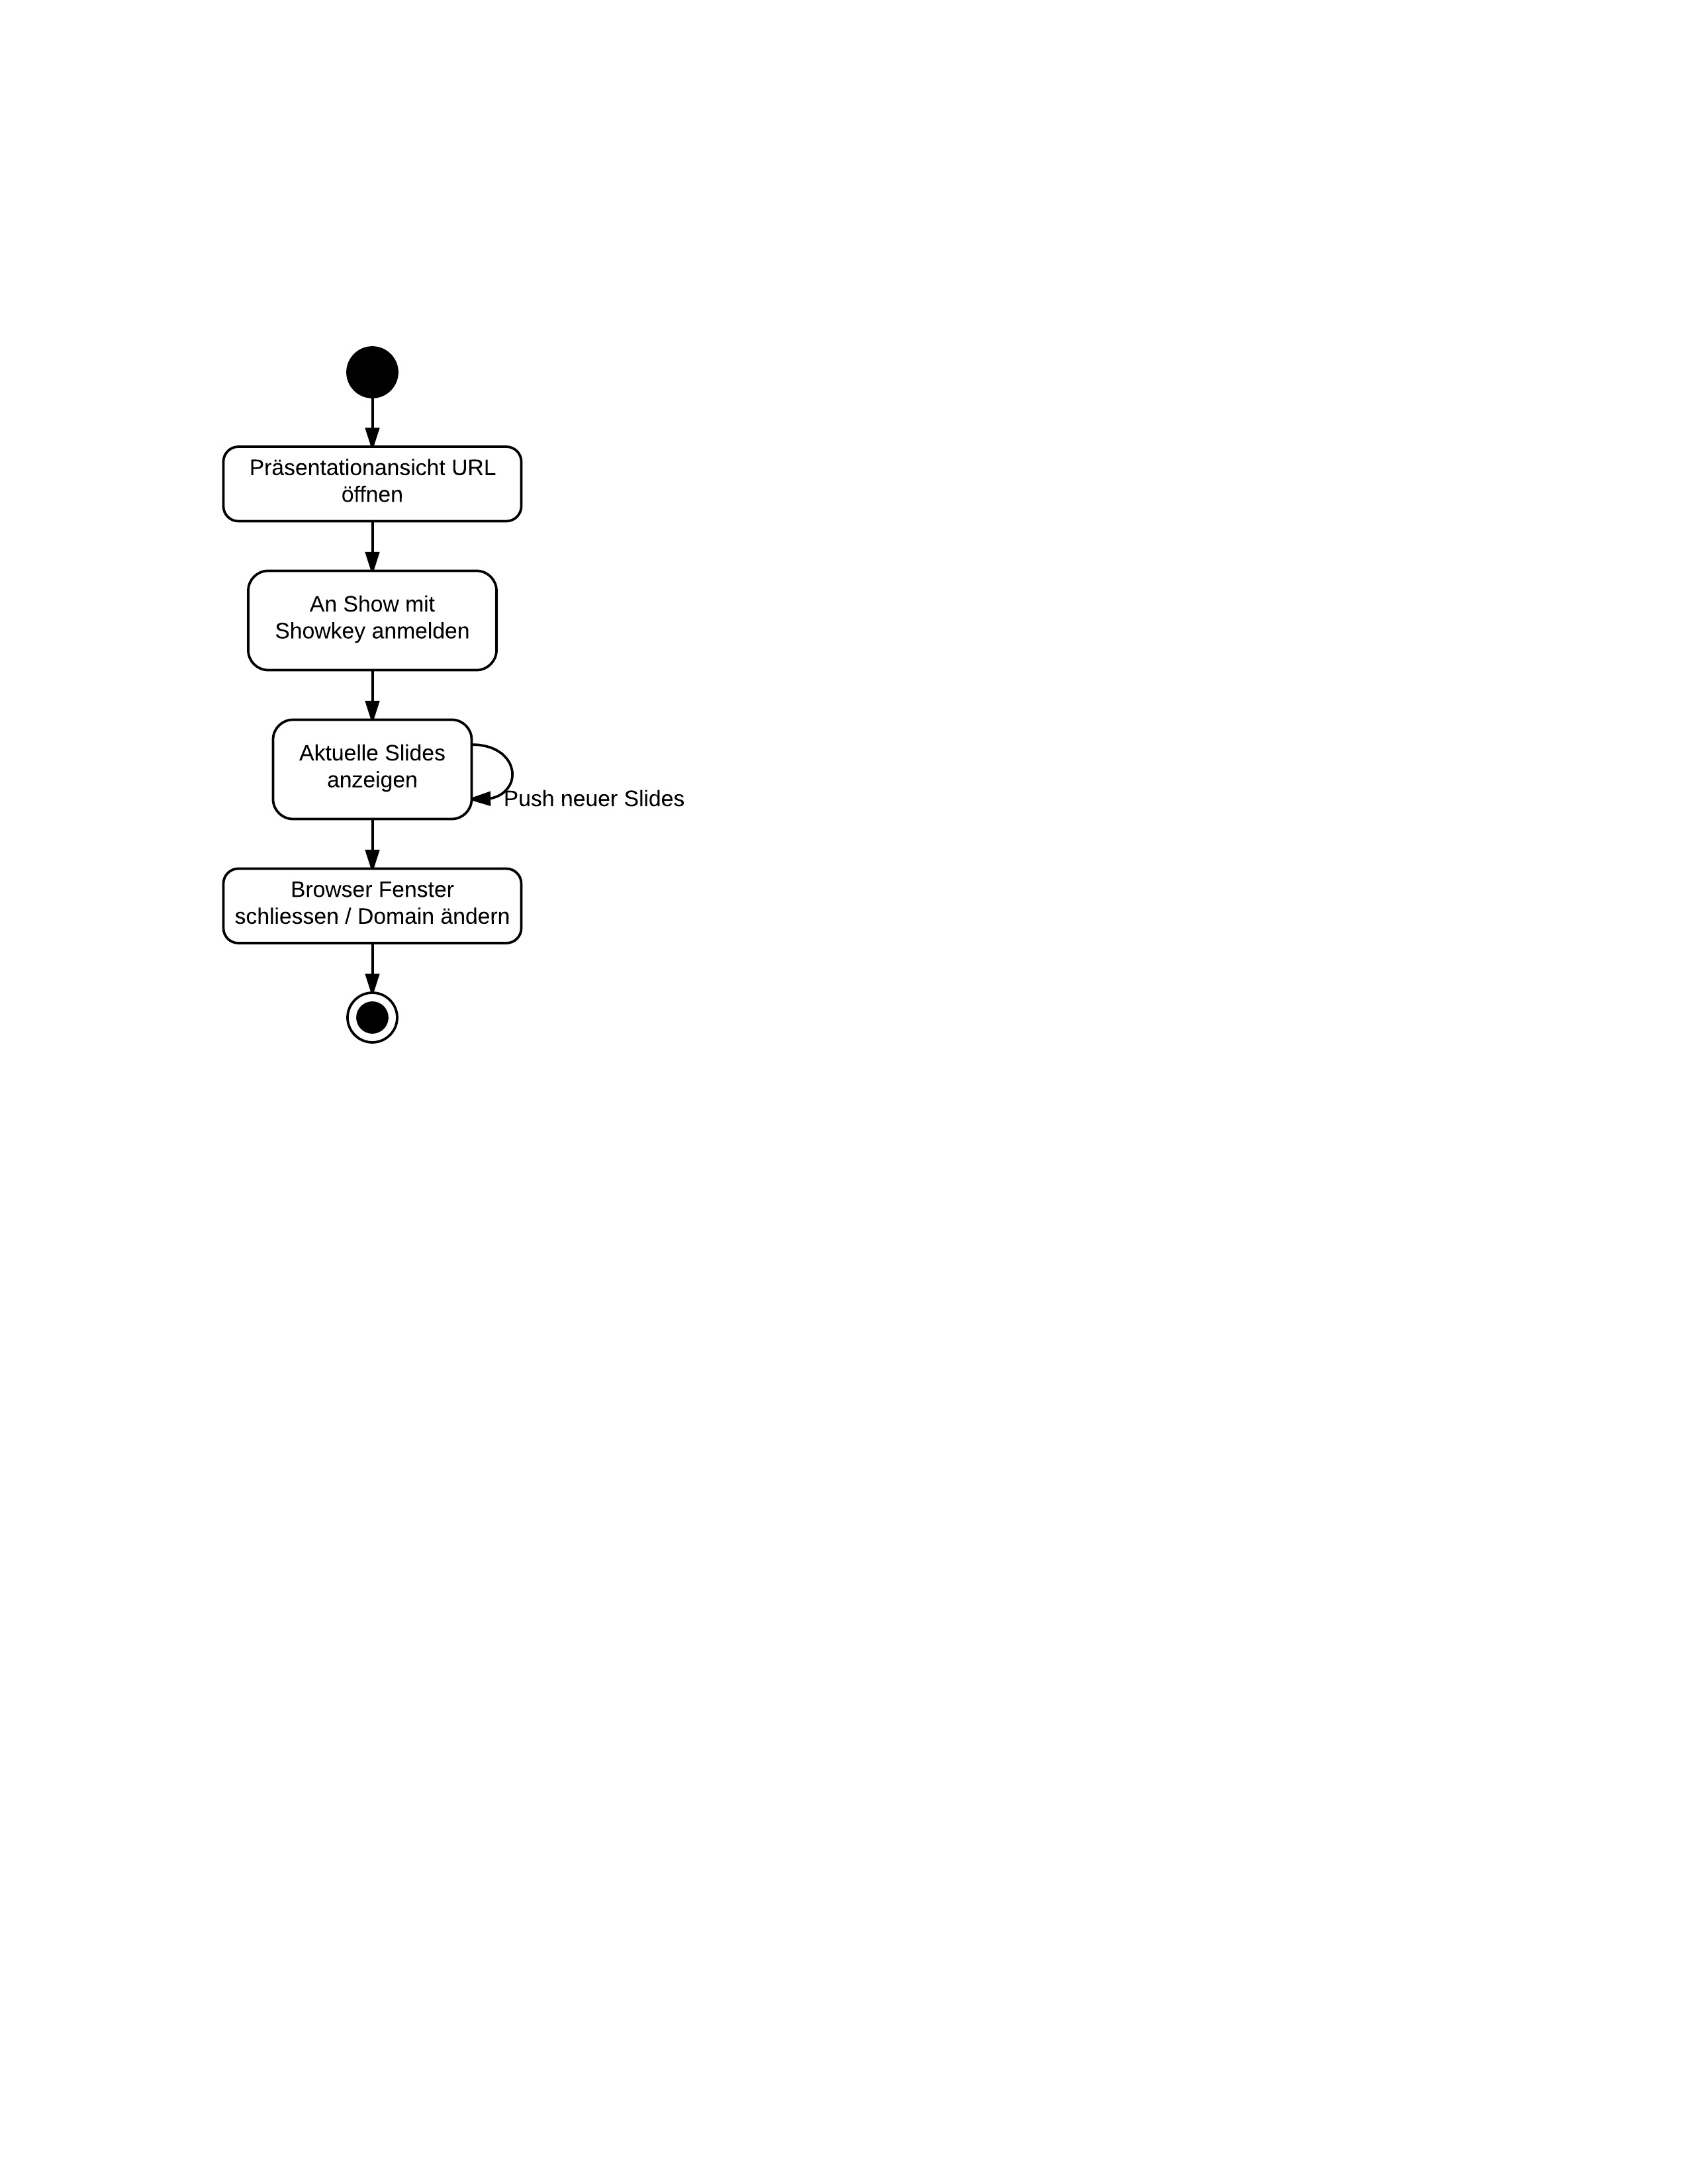 Präsentationansicht URL
öffnen
An Show mit
Showkey anmelden
Aktuelle Slides
anzeigen
Push neuer Slides
Browser Fenster
schliessen / Domain ändern